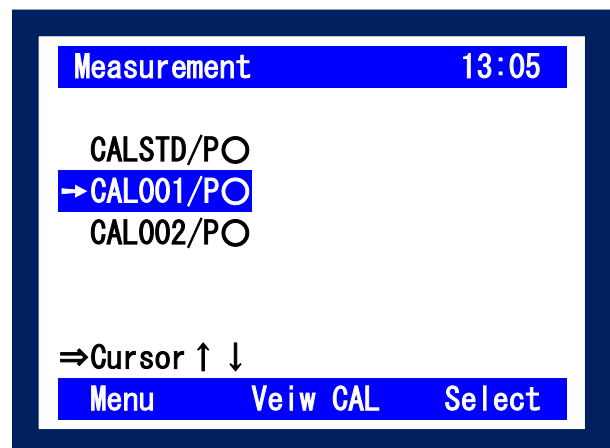 Measurement 13:05
CALSTD/P○
→CAL001/P○
CAL002/P○
⇒Cursor↑↓
Menu Veiw CAL Select